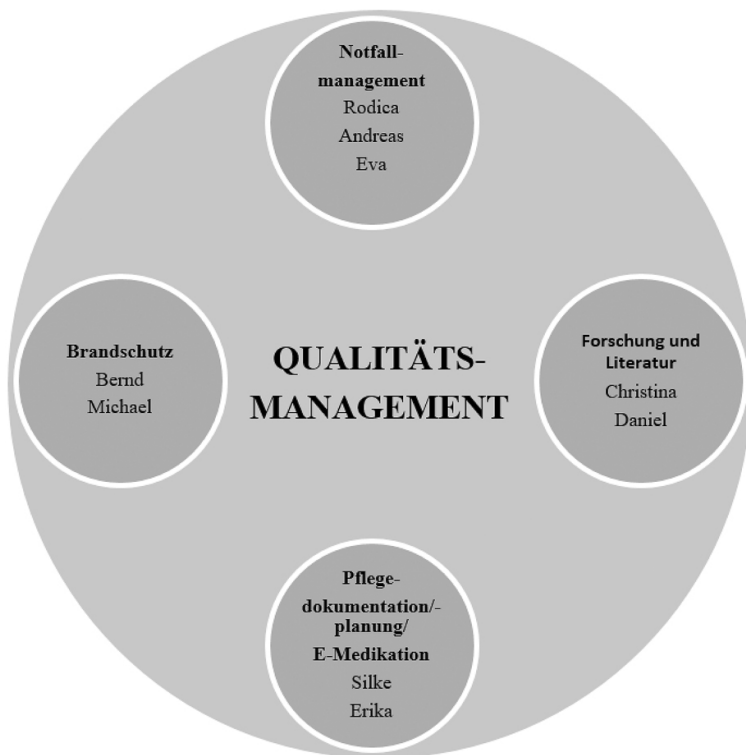 Notfall-
management
Rodica
Andreas
Eva
Brandschutz
Bernd
Michael
QUALITÄTS-
MANAGEMENT
Forschung und
Literatur
Christina
Daniel
Pflege-
dokumentation/-
planung/
E-Medikation
Silke
Erika